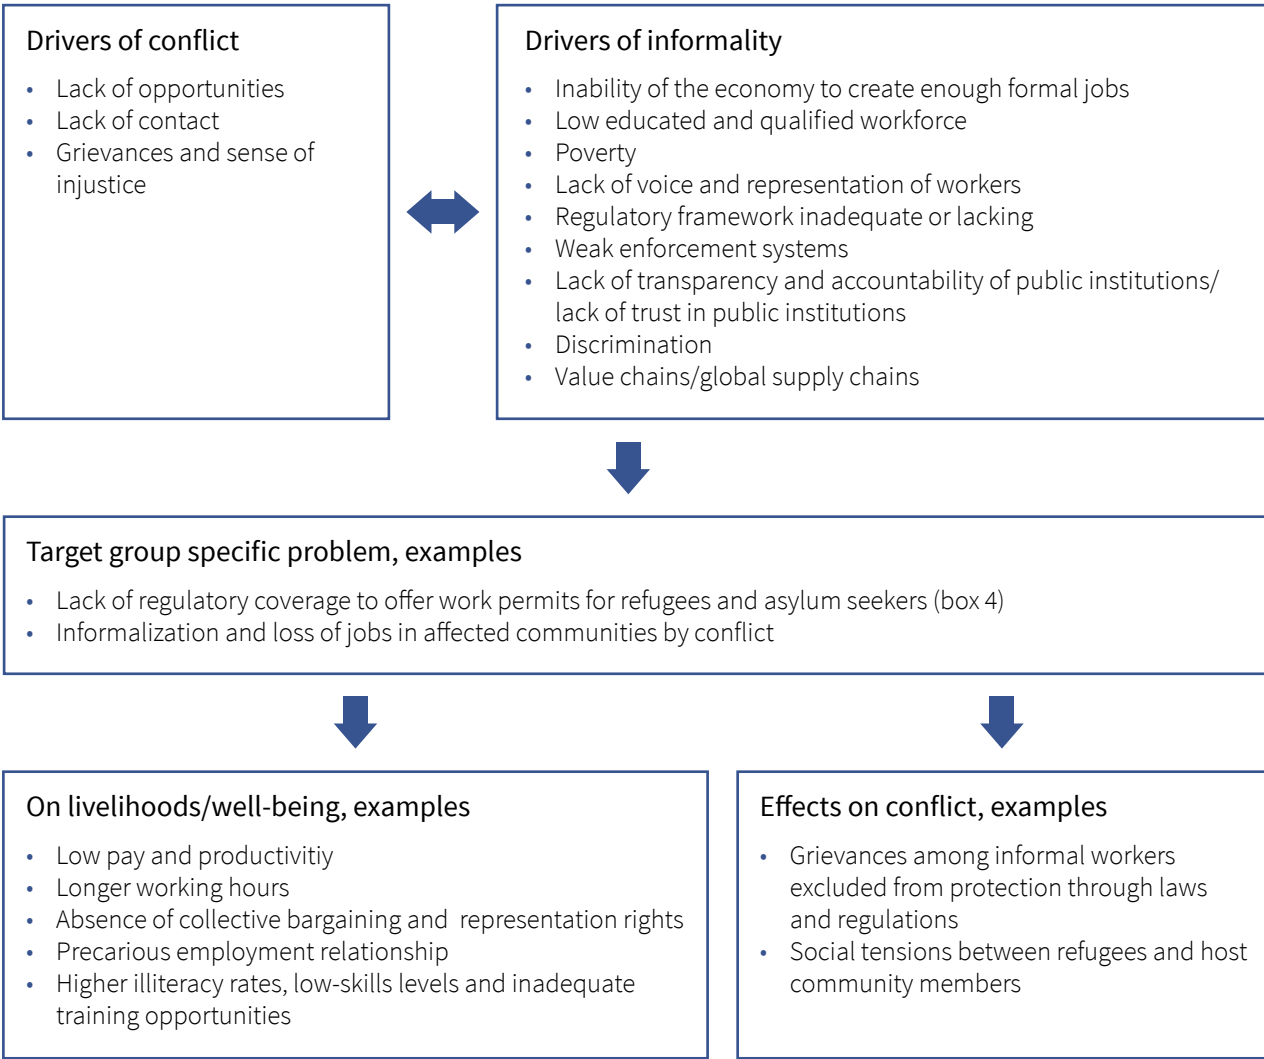 Drivers of conflict
• Lack of opportunities
• Lack of contact
• Grievances and sense of
injustice
Drivers of informality
• Inability of the economy to create enough formal jobs
• Low educated and qualified workforce
• Poverty
• Lack of voice and representation of workers
• Regulatory framework inadequate or lacking
• Weak enforcement systems
• Lack of transparency and accountability of public institutions/
lack of trust in public institutions
• Discrimination
• Value chains/global supply chains
Target group specific problem, examples
• Lack of regulatory coverage to offer work permits for refugees and asylum seekers (box 4)
• Informalization and loss of jobs in affected communities by conflict
On livelihoods/well-being, examples
• Low pay and productivitiy
• Longer working hours
• Absence of collective bargaining and  representation rights
• Precarious employment relationship
• Higher illiteracy rates, low-skills levels and inadequate
training opportunities
Effects on conflict, examples
• Grievances among informal workers
excluded from protection through laws
and regulations
• Social tensions between refugees and host
community members